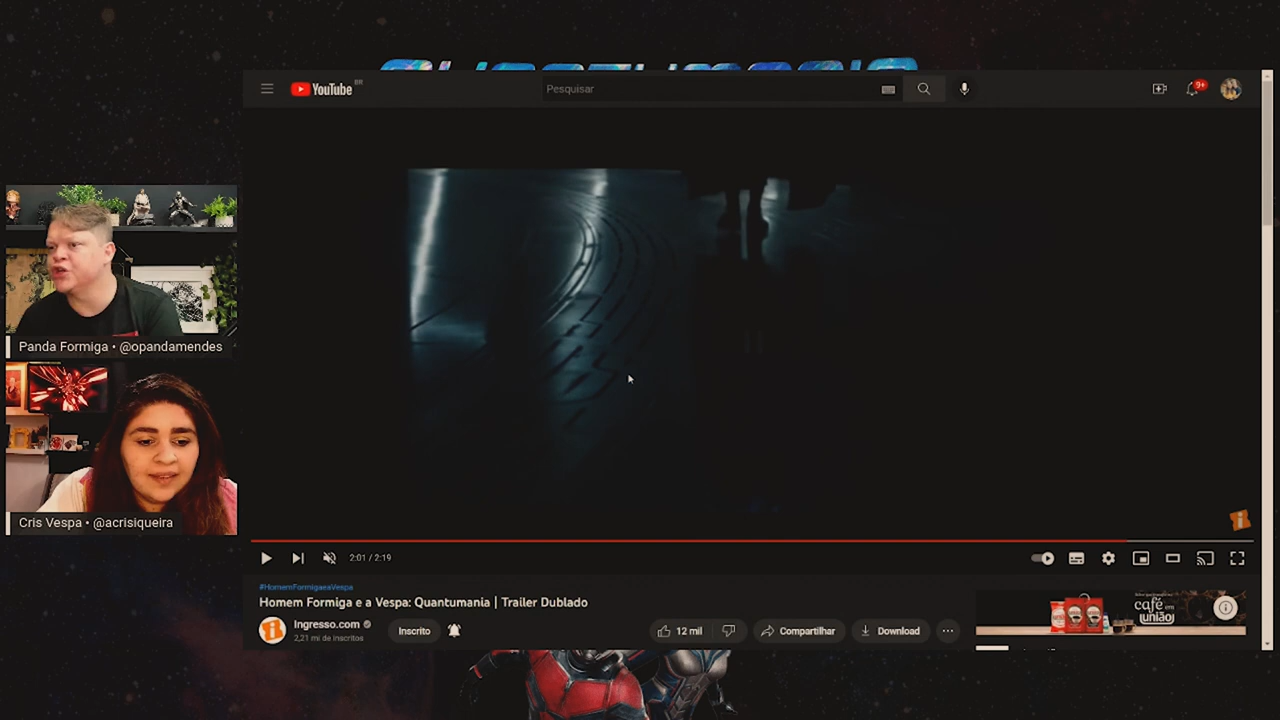 YouTube BR
Pesquisar
9+
Panda Formiga • @opandamendes
Cris Vespa • @acrisiqueira
2:01 / 2:19
#HomemFormigaeaVespa
Homem Formiga e a Vespa: Quantumania | Trailer Dublado
Ingresso.com
2,21 mi de inscritos
Inscrito
12 mil
Compartilhar
Download
café em
união